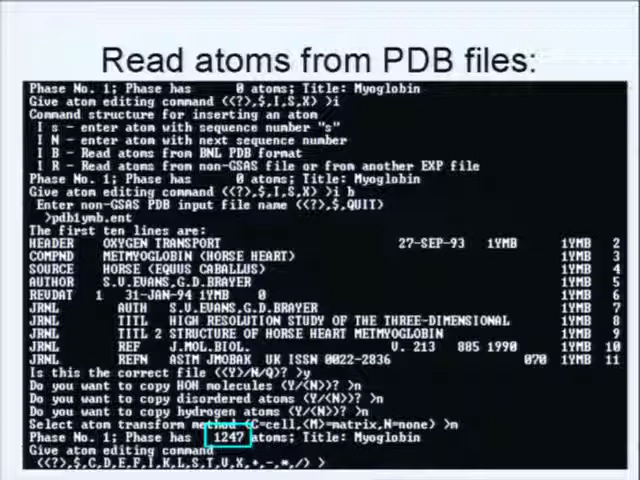 Read atoms from PDB files:
Phase No. 1; Phase has 0 atoms; Title: Myoglobin
Give atom editing command (<?>,$,I,S,X) >i
Command structure for inserting an atom
I s - enter atom with sequence number "s"
I N - enter atom with next sequence number
I B - Read atoms from BNL PDB format
I R - Read atoms from non-GSAS file or from another EXP file
Phase No. 1; Phase has 0 atoms; Title: Myoglobin
Give atom editing command (<?>,$,I,S,X) >i b
Enter non-GSAS PDB input file name (<?>,$,QUIT)
>pdb1ymb.ent
The first ten lines are:
HEADER OXYGEN TRANSPORT 27-SEP-93 1YMB 1YMB 2
COMPND METMYOGLOBIN (HORSE HEART) 1YMB 3
SOURCE HORSE (EQUUS CABALLUS) 1YMB 4
AUTHOR S.V.EVANS,G.D.BRAYER 1YMB 5
REVDAT 1 31-JAN-94 1YMB 0 1YMB 6
JRNL AUTH S.V.EVANS,G.D.BRAYER 1YMB 7
JRNL TITL HIGH RESOLUTION STUDY OF THE THREE-DIMENSIONAL 1YMB 8
JRNL TITL 2 STRUCTURE OF HORSE HEART METMYOGLOBIN 1YMB 9
JRNL REF J.MOL.BIOL. V. 213 885 1990 1YMB 10
JRNL REFN ASTM JMOBAK UK ISSN 0022-2836 070 1YMB 11
Is this the correct file (<Y>/N/Q)? >y
Do you want to copy HOH molecules (Y/<N>)? >n
Do you want to copy disordered atoms (Y/<N>)? >n
Do you want to copy hydrogen atoms (Y/<N>)? >n
Select atom transform method (C=cell,<M>=matrix,N=none) >m
Phase No. 1; Phase has 1247 atoms; Title: Myoglobin
Give atom editing command
(<?>,$,C,D,E,F,I,K,L,S,T,U,X,+,-,*,/) >